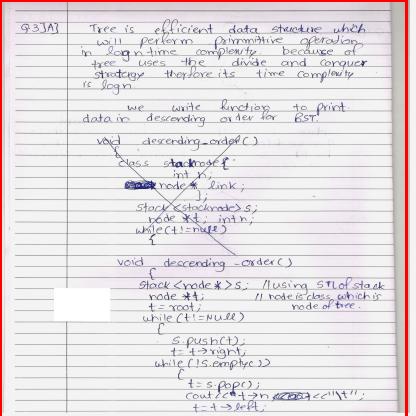 Q3]A} Tree is efficient data structure which
will perform primmitive operation
in log n time complexity. because of
tree uses the divide and conquer
strategy therfore its time complexity
is logn
we write function to print
data in descending order for BST.
void descending_order()
{
class stacknode {
int n;
node * link;
};
stack <stacknode> s;
node *t; int n;
while(t!=null)
{
void descending_order()
{
stack<node*> s; //using STL of stack
node *t; // node is class which is
t = root; node of tree.
while (t!=NULL)
{
s.push(t);
t = t→right;
while (!s.empty())
{
t = s.pop();
cout<<t→n <<"\t";
t = t→left;